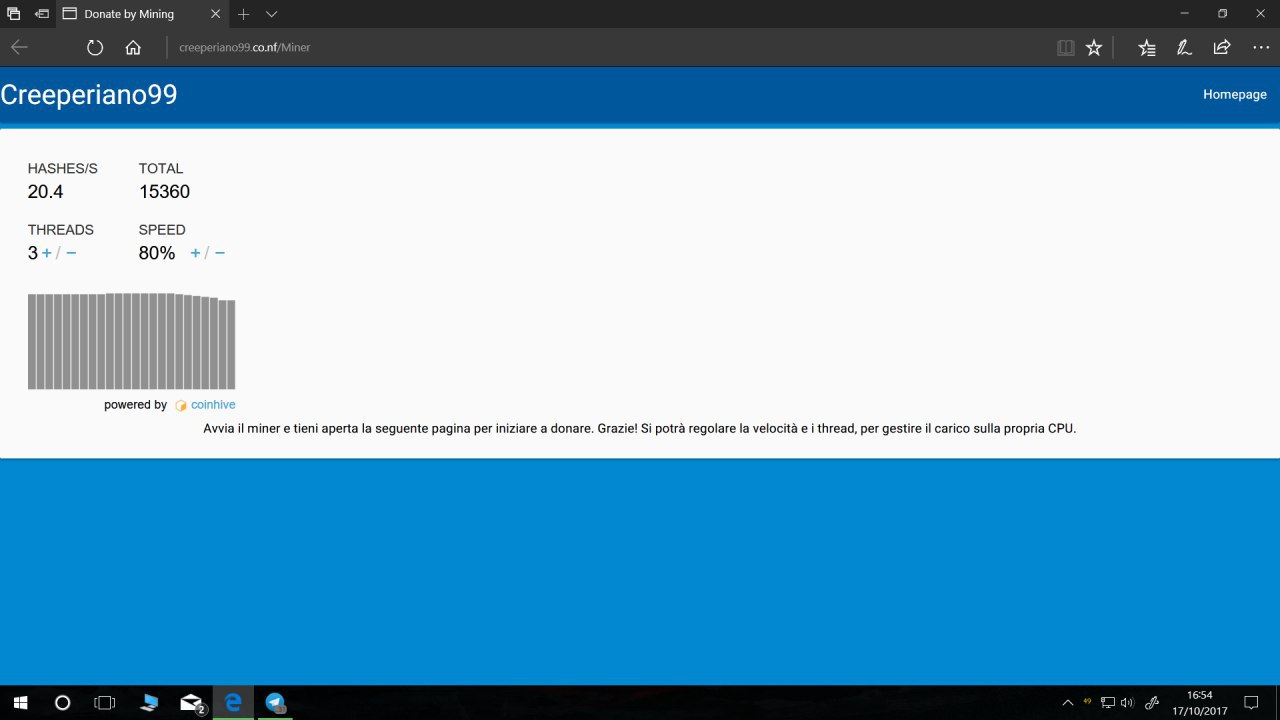 Donate by Mining
creeperiano99.co.nf/Miner
Creeperiano99
Homepage
HASHES/S TOTAL
20.4 15360
THREADS SPEED
3 + / − 80% + / −
powered by coinhive
Avvia il miner e tieni aperta la seguente pagina per iniziare a donare. Grazie! Si potrà regolare la velocità e i thread, per gestire il carico sulla propria CPU.
2
49
16:54
17/10/2017